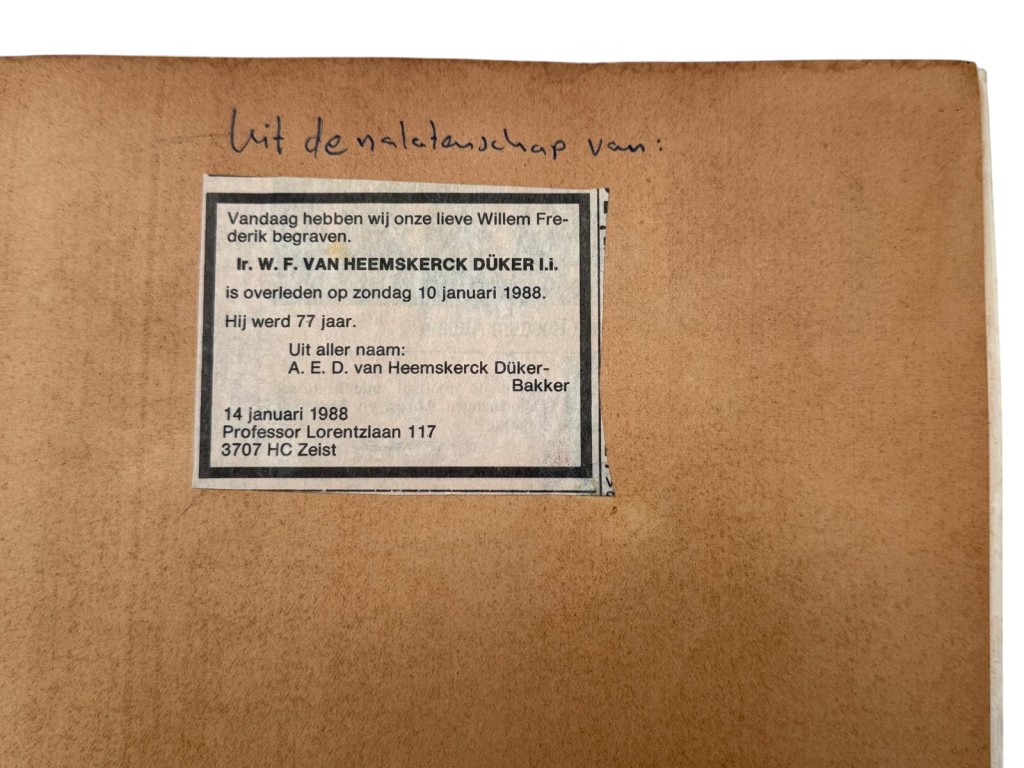 Uit de nalatenschap van:
Vandaag hebben wij onze lieve Willem Fre-
derik begraven.
Ir. W. F. VAN HEEMSKERCK DÜKER l.i.
is overleden op zondag 10 januari 1988.
Hij werd 77 jaar.
Uit aller naam:
A. E. D. van Heemskerck Düker-
Bakker
14 januari 1988
Professor Lorentzlaan 117
3707 HC Zeist